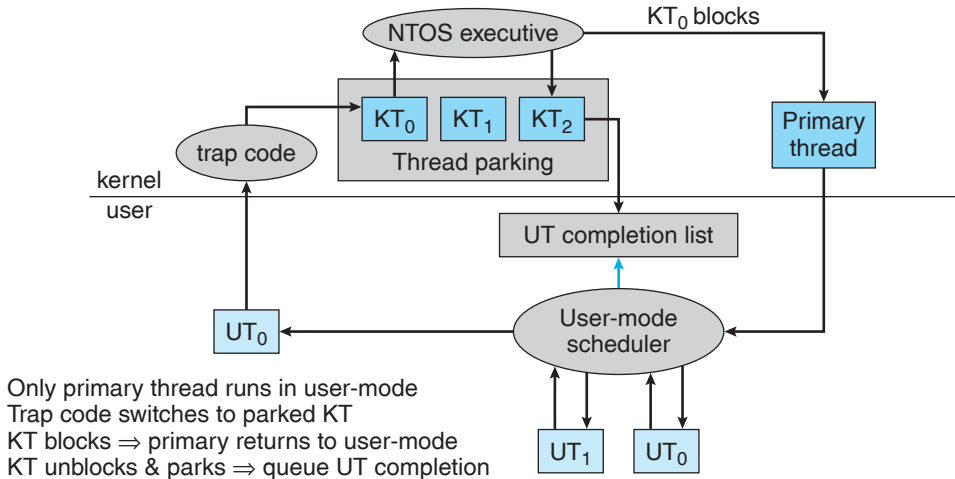 NTOS executive
KT₀ blocks
KT₀
KT₁
KT₂
Primary
thread
trap code
Thread parking
kernel
user
UT completion list
UT₀
User-mode
scheduler
Only primary thread runs in user-mode
Trap code switches to parked KT
KT blocks ⇒ primary returns to user-mode
KT unblocks & parks ⇒ queue UT completion
UT₁
UT₀